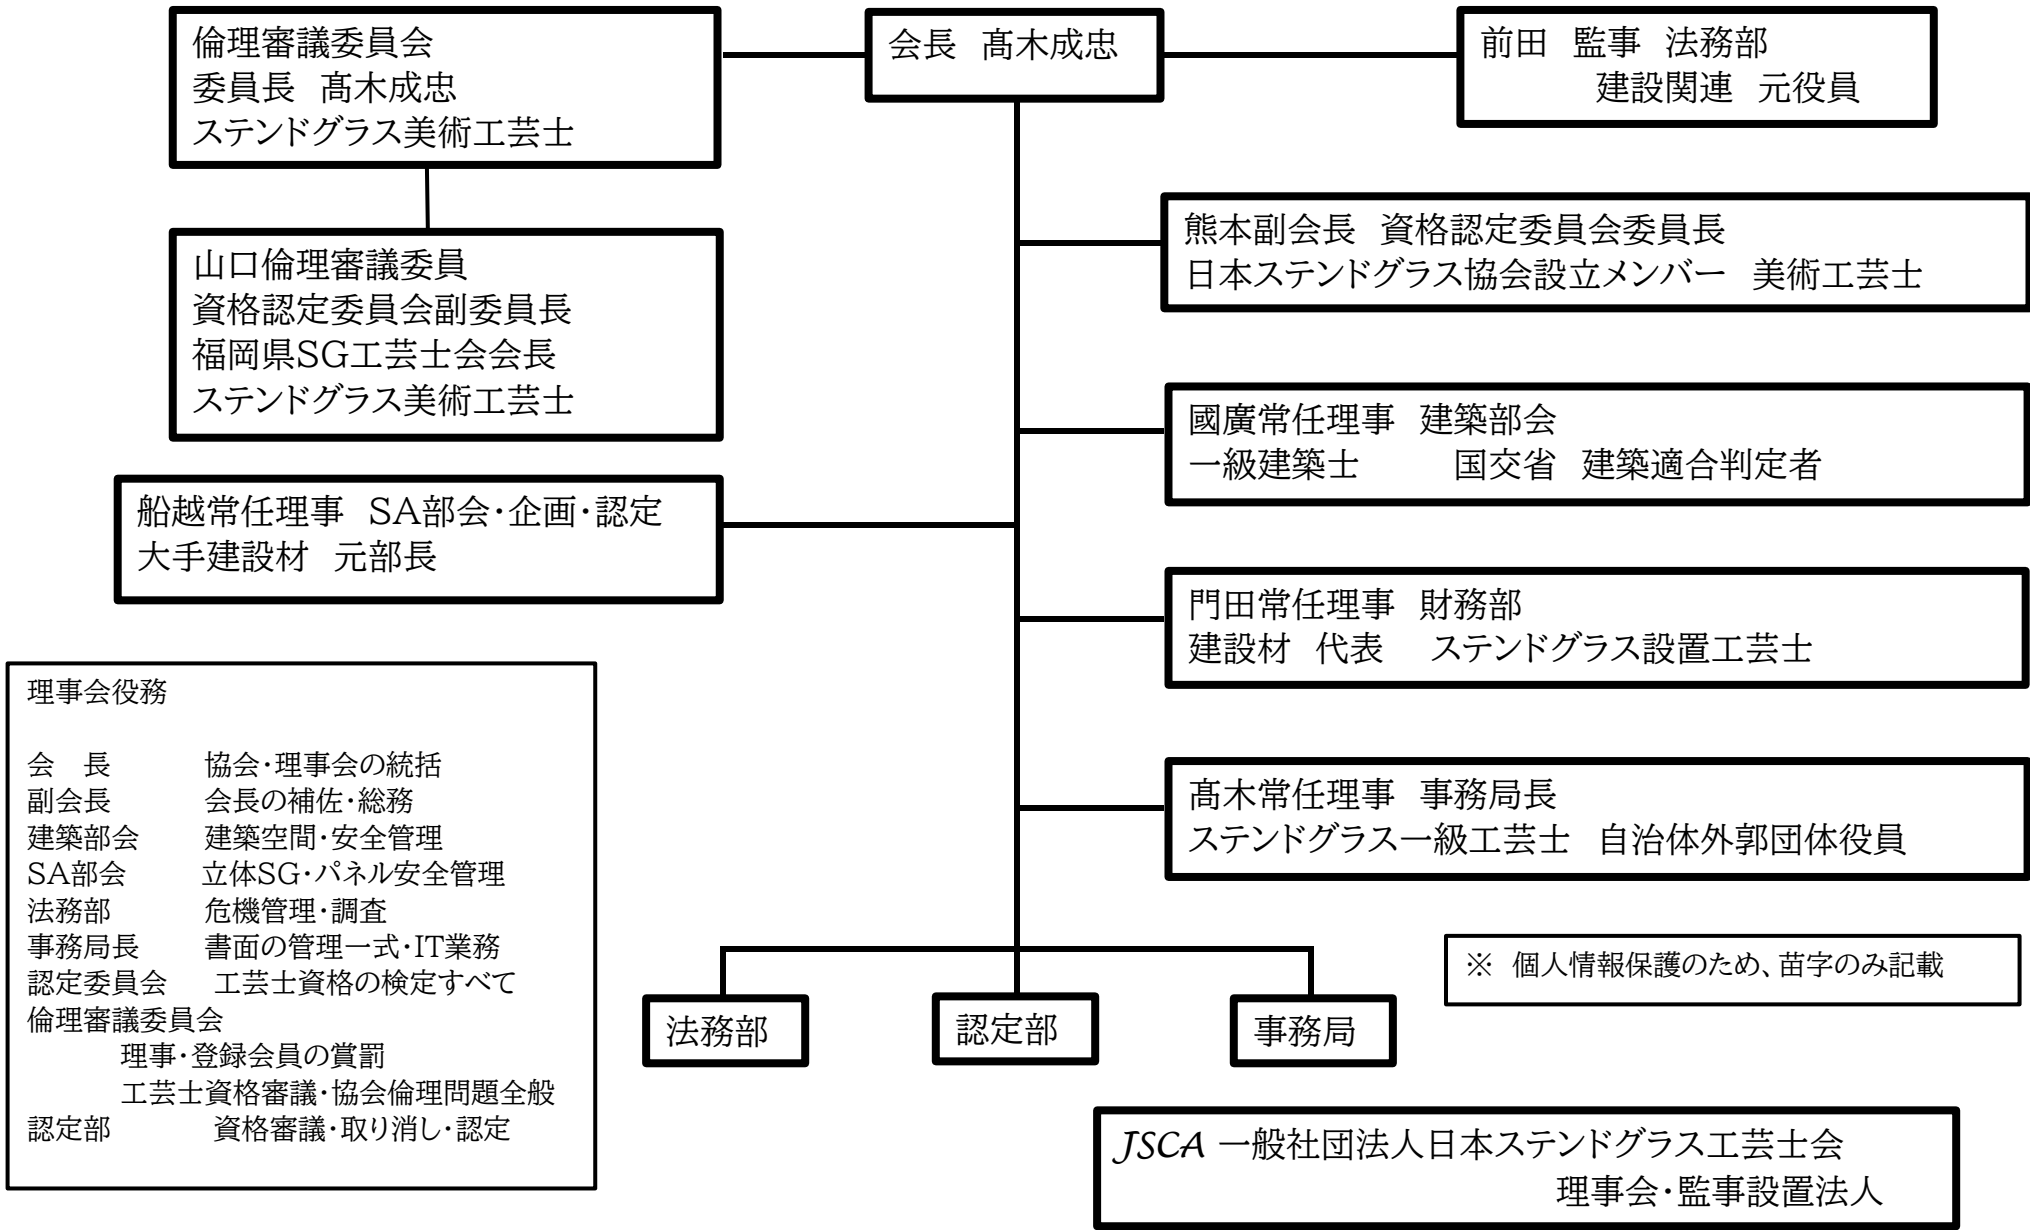 倫理審議委員会
委員長　髙木成忠
ステンドグラス美術工芸士
会長　髙木成忠
前田　監事　法務部
建設関連　元役員
山口倫理審議委員
資格認定委員会副委員長
福岡県SG工芸士会会長
ステンドグラス美術工芸士
熊本副会長　資格認定委員会委員長
日本ステンドグラス協会設立メンバー　美術工芸士
國廣常任理事　建築部会
一級建築士　　国交省　建築適合判定者
船越常任理事　SA部会・企画・認定
大手建設材　元部長
門田常任理事　財務部
建設材　代表　ステンドグラス設置工芸士
髙木常任理事　事務局長
ステンドグラス一級工芸士　自治体外郭団体役員
理事会役務
会　長　　協会・理事会の統括
副会長　　会長の補佐・総務
建築部会　　建築空間・安全管理
SA部会　　立体SG・パネル安全管理
法務部　　危機管理・調査
事務局長　　書面の管理一式・IT業務
認定委員会　工芸士資格の検定すべて
倫理審議委員会
理事・登録会員の賞罰
工芸士資格審議・協会倫理問題全般
認定部　　資格審議・取り消し・認定
※　個人情報保護のため、苗字のみ記載
法務部
認定部
事務局
JSCA 一般社団法人日本ステンドグラス工芸士会
理事会・監事設置法人